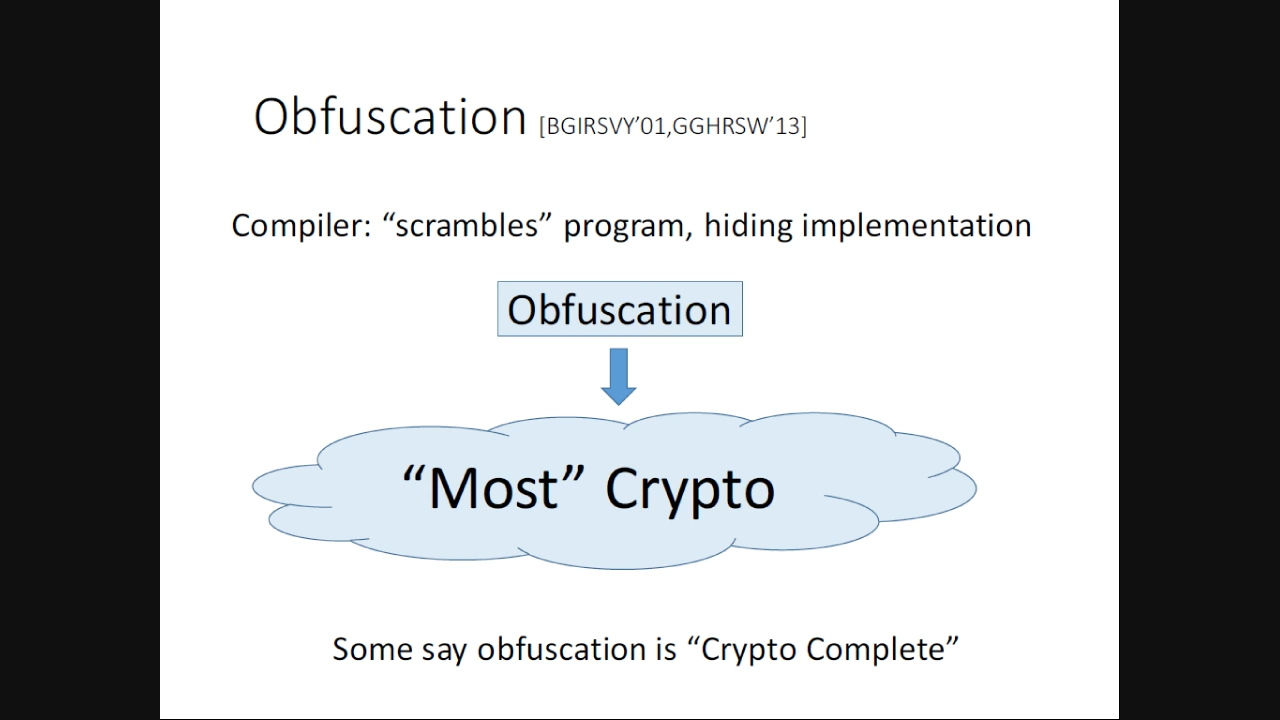 Obfuscation [BGIRSVY’01,GGHRSW’13]
Compiler: “scrambles” program, hiding implementation
Obfuscation
“Most” Crypto
Some say obfuscation is “Crypto Complete”